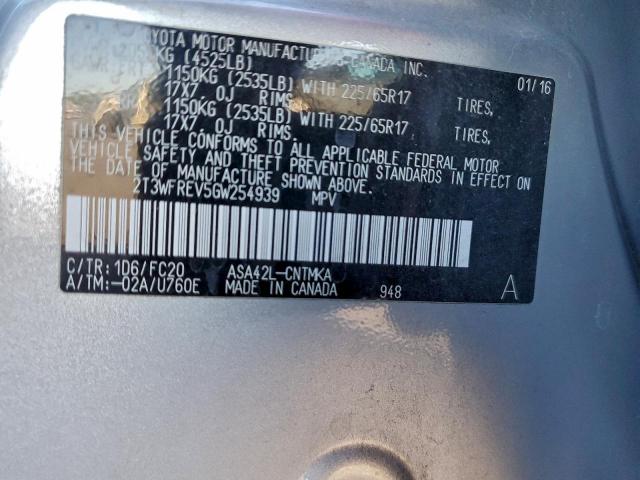 TOYOTA MOTOR MANUFACTURING CANADA INC.
KG (4525LB) 01/16
1150KG (2535LB) WITH 225/65R17 TIRES,
17X7 0J RIMS
1150KG (2535LB) WITH 225/65R17 TIRES,
17X7 0J RIMS
THIS VEHICLE CONFORMS TO ALL APPLICABLE FEDERAL MOTOR
VEHICLE SAFETY AND THEFT PREVENTION STANDARDS IN EFFECT ON
THE DATE OF MANUFACTURE SHOWN ABOVE.
2T3WFREV5GW254939 MPV
C/TR: 1D6/FC20 ASA42L-CNTMKA
A/TM:-02A/U760E MADE IN CANADA 948 A